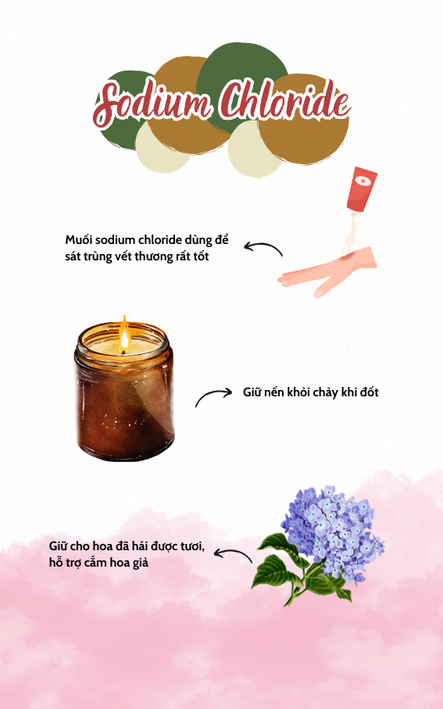 Sodium Chloride
Muối sodium chloride dùng để
sát trùng vết thương rất tốt
Giữ nến khỏi chảy khi đốt
Giữ cho hoa đã hái được tươi,
hỗ trợ cắm hoa giả